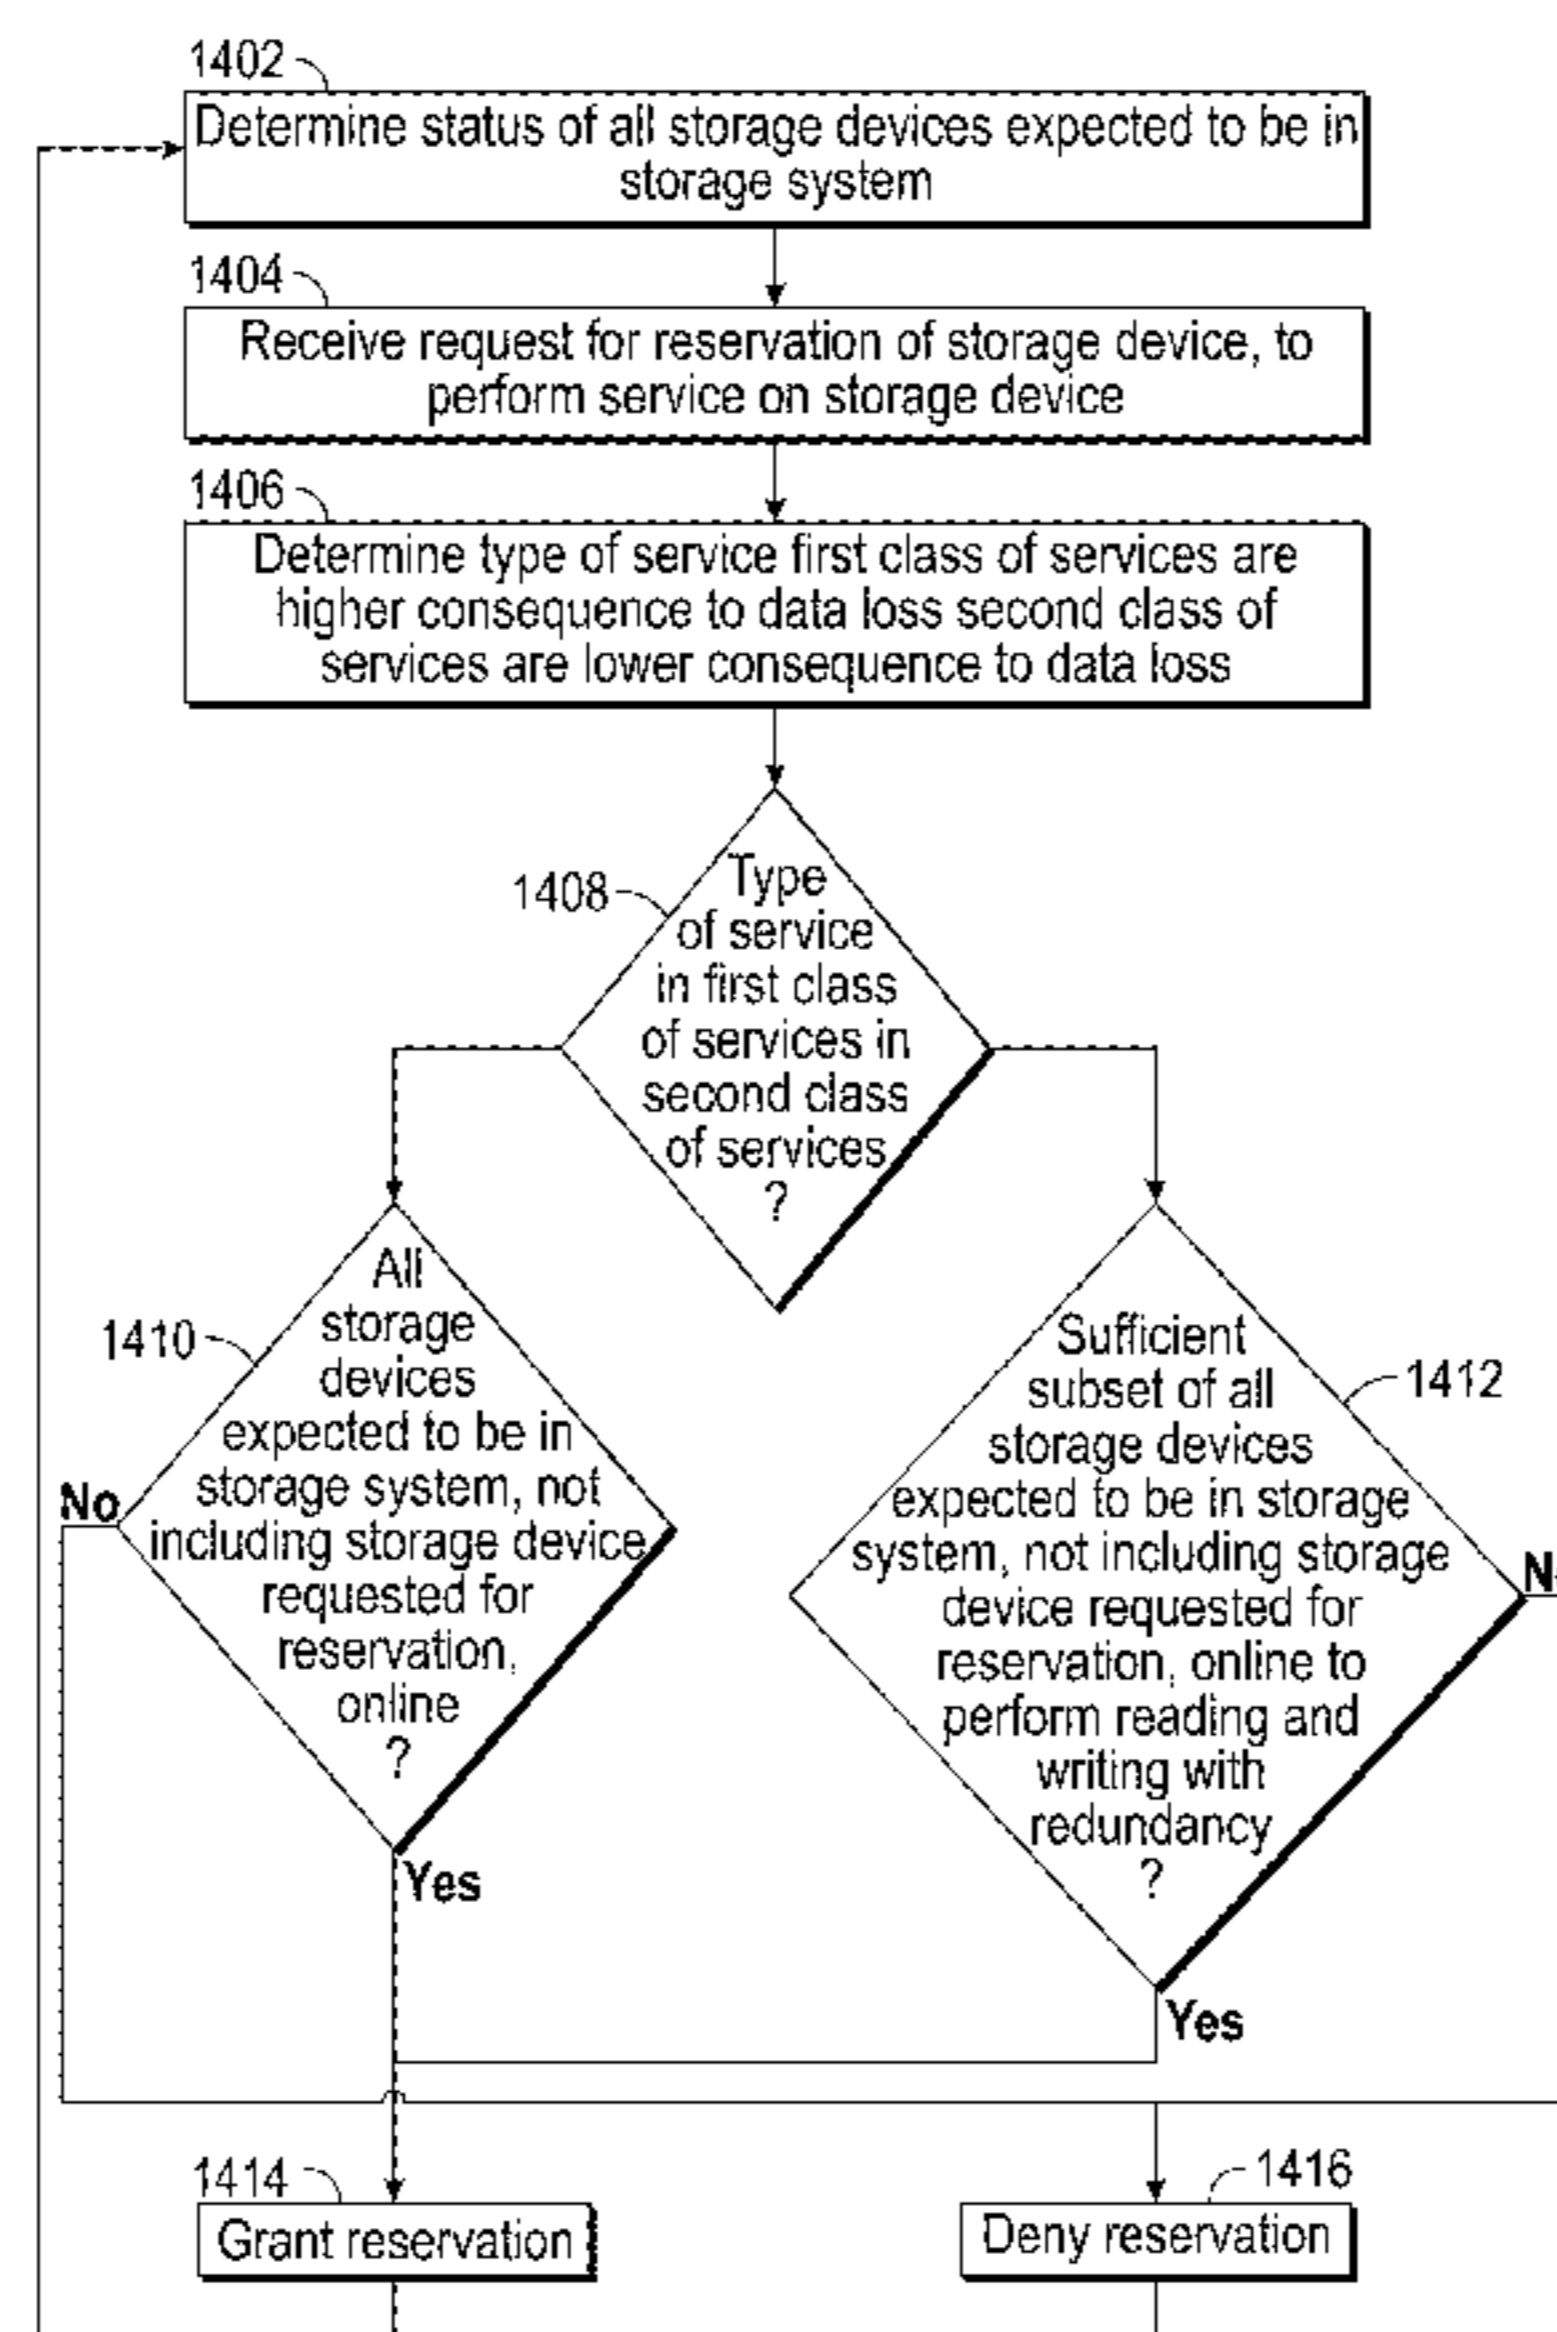 1402
Determine status of all storage devices expected to be in
storage system
1404
Receive request for reservation of storage device, to
perform service on storage device
1406
Determine type of service first class of services are
higher consequence to data loss second class of
services are lower consequence to data loss
1408
Type
of service
in first class
of services in
second class
of services
?
1410
All
storage
devices
expected to be in
storage system, not
including storage device
requested for
reservation,
online
?
No
Yes
1412
Sufficient
subset of all
storage devices
expected to be in storage
system, not including storage
device requested for
reservation, online to
perform reading and
writing with
redundancy
?
Yes
1414
Grant reservation
1416
Deny reservation